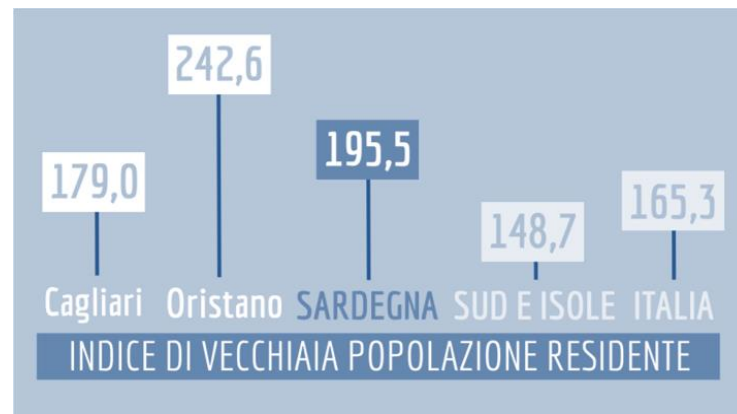 242,6
195,5
179,0
165,3
148,7
Cagliari Oristano SARDEGNA SUD E ISOLE ITALIA
INDICE DI VECCHIAIA POPOLAZIONE RESIDENTE